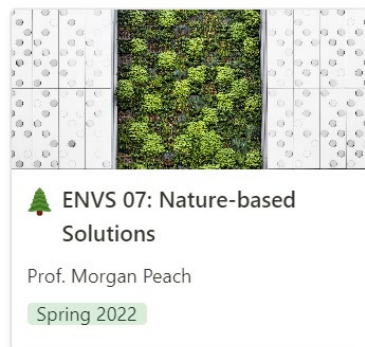 ENVS 07: Nature-based
Solutions
Prof. Morgan Peach
Spring 2022